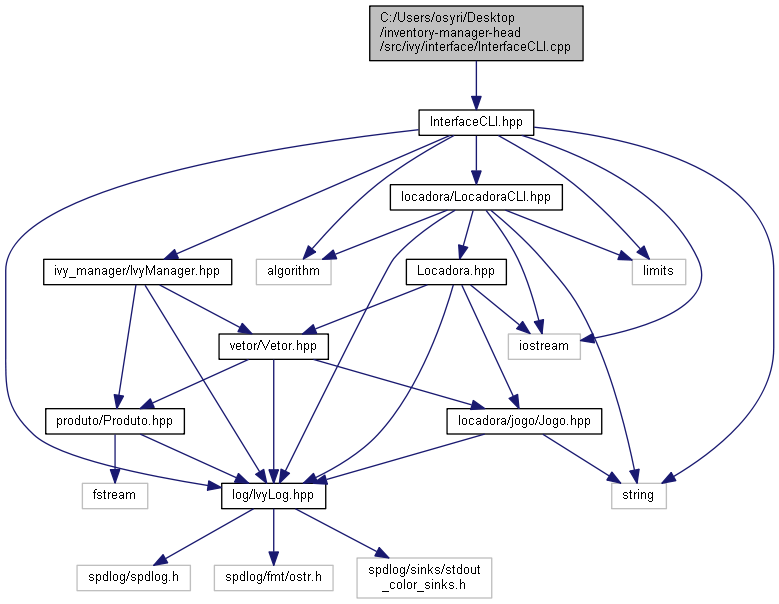 C:/Users/osyri/Desktop
/inventory-manager-head
/src/ivy/interface/InterfaceCLI.cpp
InterfaceCLI.hpp
locadora/LocadoraCLI.hpp
ivy_manager/IvyManager.hpp
algorithm
Locadora.hpp
limits
vetor/Vetor.hpp
iostream
produto/Produto.hpp
locadora/jogo/Jogo.hpp
fstream
log/IvyLog.hpp
string
spdlog/spdlog.h
spdlog/fmt/ostr.h
spdlog/sinks/stdout
_color_sinks.h